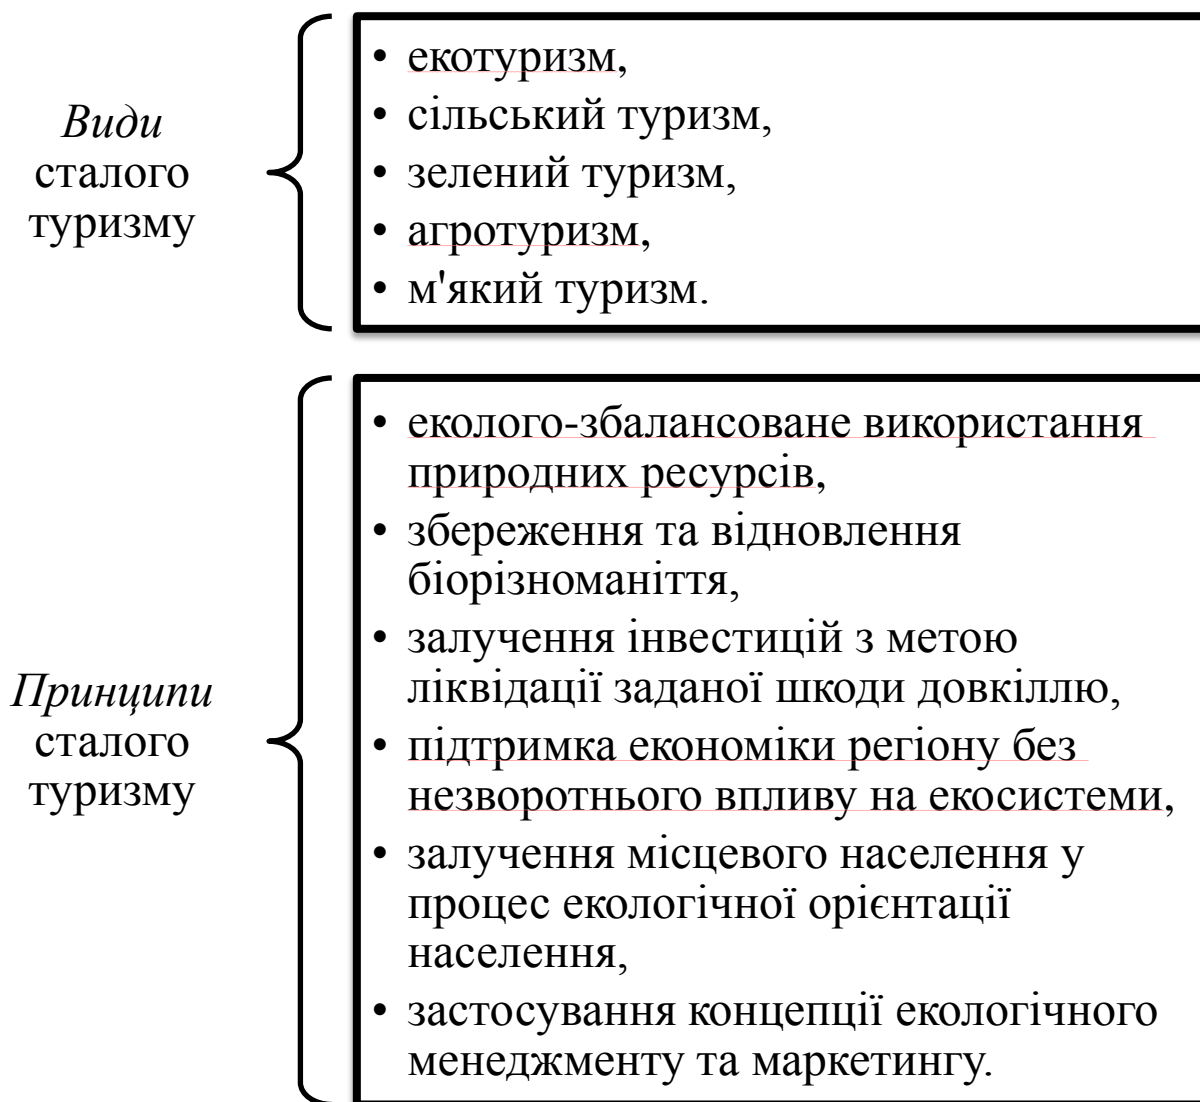 Види
сталого
туризму
• екотуризм,
• сільський туризм,
• зелений туризм,
• агротуризм,
• м'який туризм.
Принципи
сталого
туризму
• еколого-збалансоване використання
природних ресурсів,
• збереження та відновлення
біорізноманіття,
• залучення інвестицій з метою
ліквідації заданої шкоди довкіллю,
• підтримка економіки регіону без
незворотнього впливу на екосистеми,
• залучення місцевого населення у
процес екологічної орієнтації
населення,
• застосування концепції екологічного
менеджменту та маркетингу.